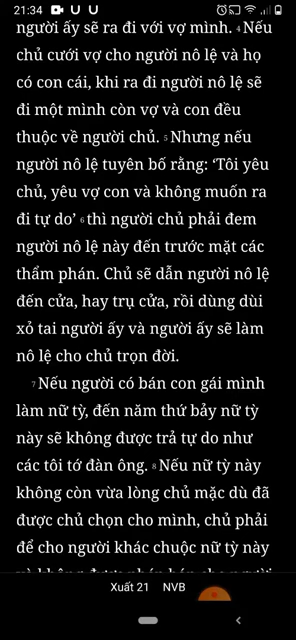 21:34
người ấy sẽ ra đi với vợ mình. 4 Nếu
chủ cưới vợ cho người nô lệ và họ
có con cái, khi ra đi người nô lệ sẽ
đi một mình còn vợ và con đều
thuộc về người chủ. 5 Nhưng nếu
người nô lệ tuyên bố rằng: ‘Tôi yêu
chủ, yêu vợ con và không muốn ra
đi tự do’ 6 thì người chủ phải đem
người nô lệ này đến trước mặt các
thẩm phán. Chủ sẽ dẫn người nô lệ
đến cửa, hay trụ cửa, rồi dùng dùi
xỏ tai người ấy và người ấy sẽ làm
nô lệ cho chủ trọn đời.
7 Nếu người có bán con gái mình
làm nữ tỳ, đến năm thứ bảy nữ tỳ
này sẽ không được trả tự do như
các tôi tớ đàn ông. 8 Nếu nữ tỳ này
không còn vừa lòng chủ mặc dù đã
được chủ chọn cho mình, chủ phải
để cho người khác chuộc nữ tỳ này
Xuất 21 NVB